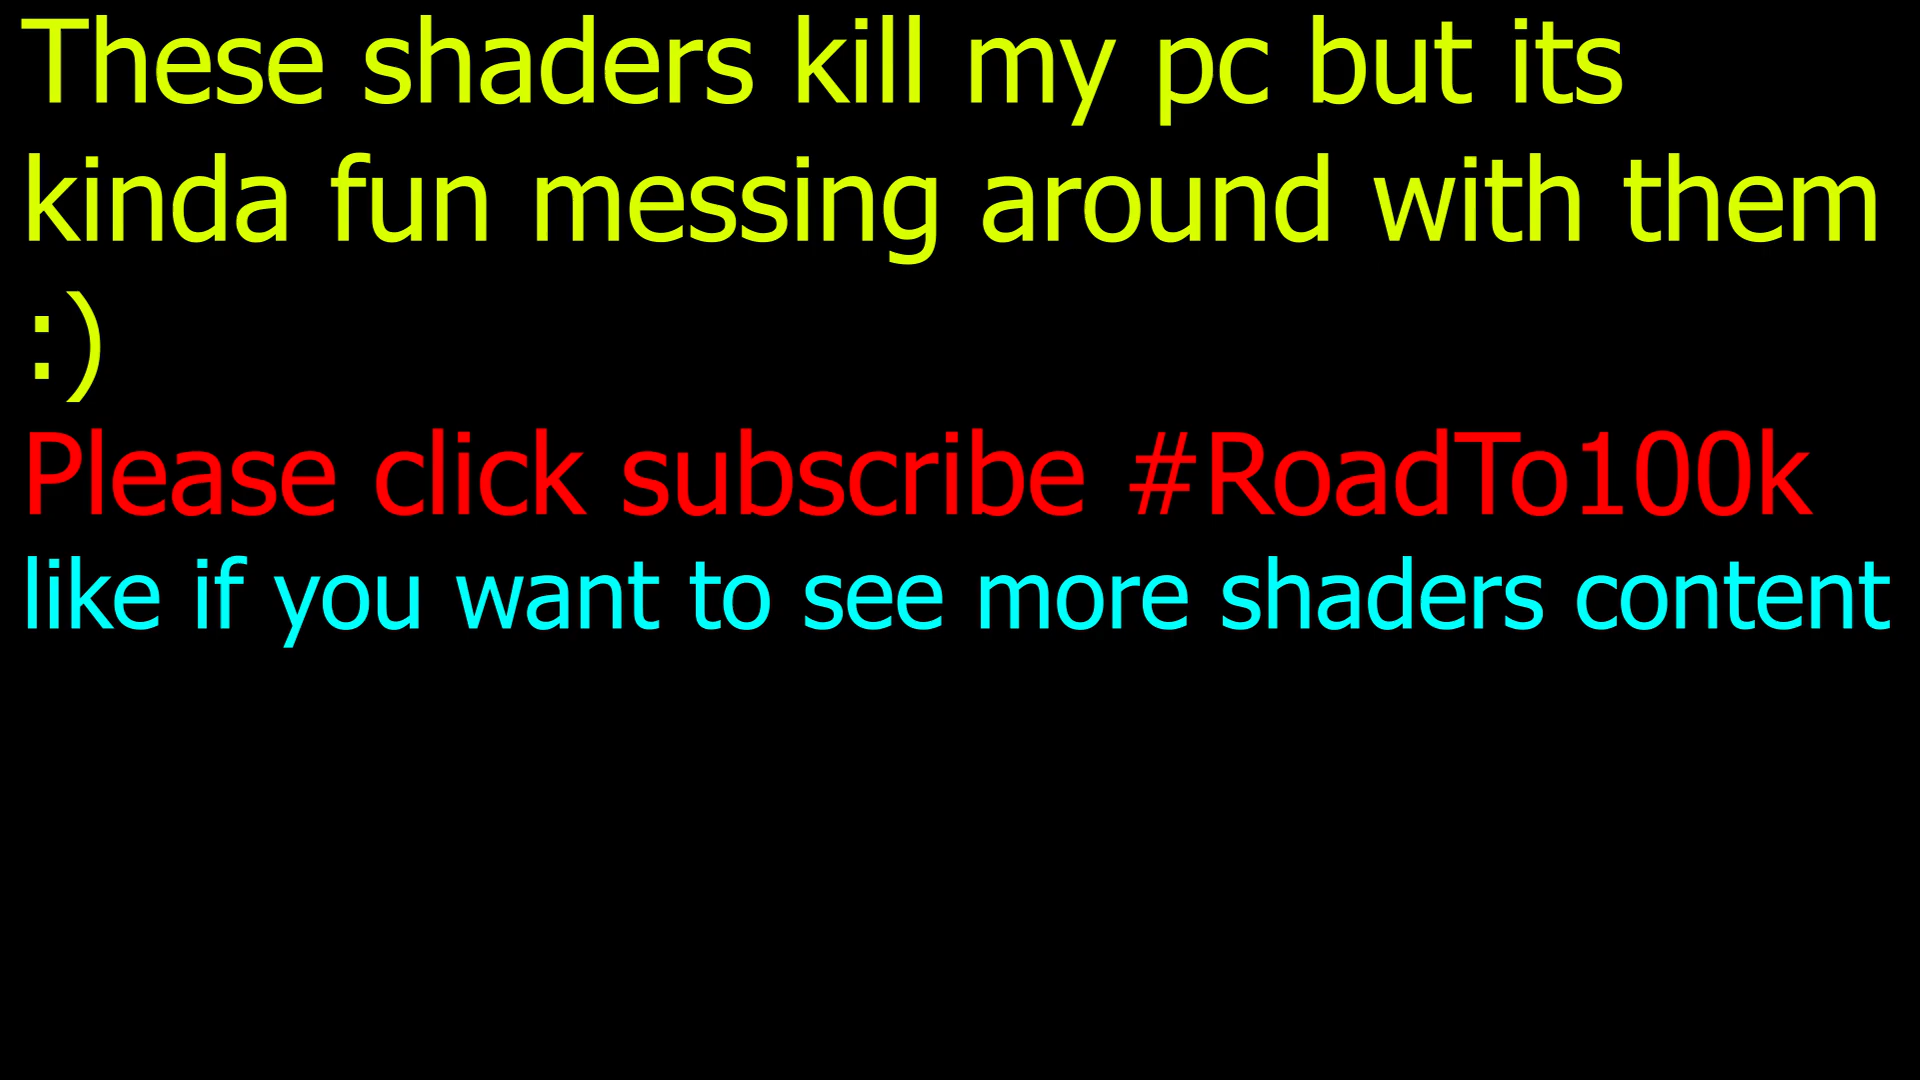 These shaders kill my pc but its
kinda fun messing around with them
:)
Please click subscribe #RoadTo100k
like if you want to see more shaders content